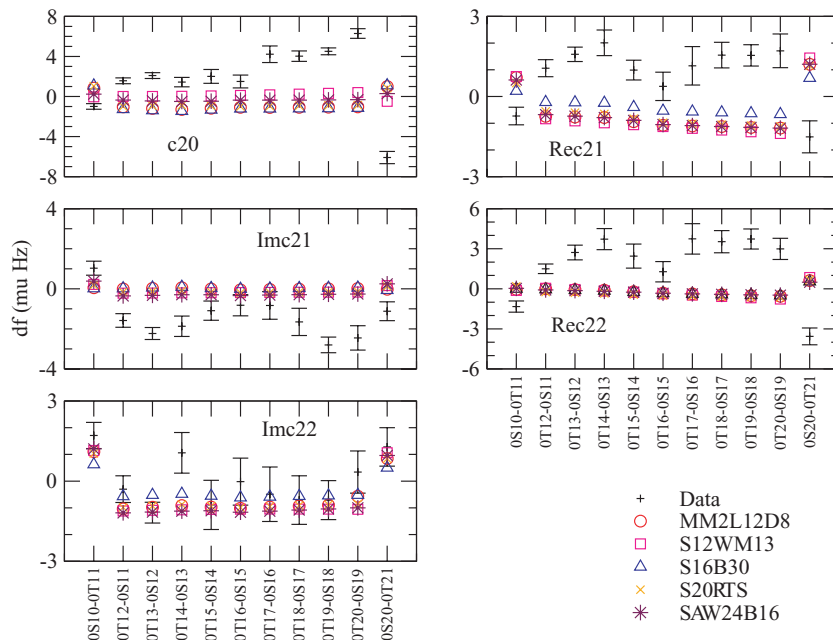 8
4
0
-4
-8
c20
3
0
-3
Rec21
df (mu Hz)
3
0
-3
Imc21
6
3
0
-3
-6
Rec22
3
0
-3
Imc22
0S10-0T11
0T12-0S11
0T13-0S12
0T14-0S13
0T15-0S14
0T16-0S15
0T17-0S16
0T18-0S17
0T19-0S18
0T20-0S19
0S20-0T21
0S10-0T11
0T12-0S11
0T13-0S12
0T14-0S13
0T15-0S14
0T16-0S15
0T17-0S16
0T18-0S17
0T19-0S18
0T20-0S19
0S20-0T21
Data
MM2L12D8
S12WM13
S16B30
S20RTS
SAW24B16